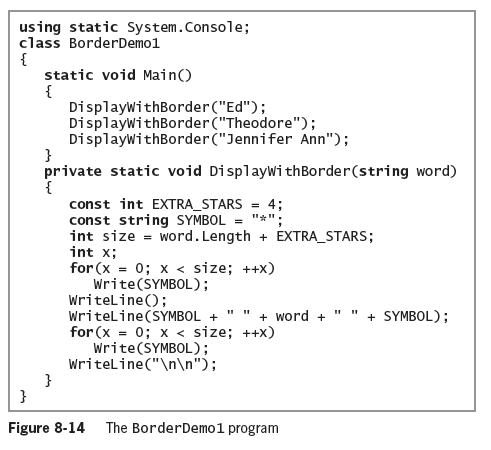 using static System.Console;
class BorderDemo1
{
   static void Main()
   {
      DisplayWithBorder("Ed");
      DisplayWithBorder("Theodore");
      DisplayWithBorder("Jennifer Ann");
   }
   private static void DisplayWithBorder(string word)
   {
      const int EXTRA_STARS = 4;
      const string SYMBOL = "*";
      int size = word.Length + EXTRA_STARS;
      int x;
      for(x = 0; x < size; ++x)
         Write(SYMBOL);
      WriteLine();
      WriteLine(SYMBOL + " " + word + " " + SYMBOL);
      for(x = 0; x < size; ++x)
         Write(SYMBOL);
      WriteLine("\n\n");
   }
}
Figure 8-14 The BorderDemo1 program